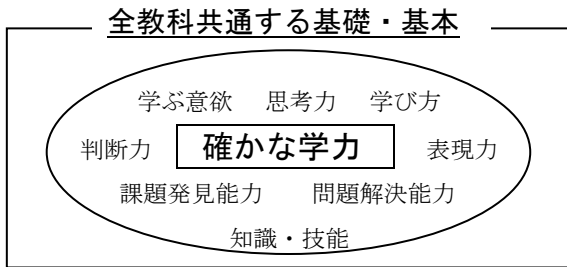 全教科共通する基礎・基本
学ぶ意欲 思考力 学び方
判断力 確かな学力 表現力
課題発見能力 問題解決能力
知識・技能